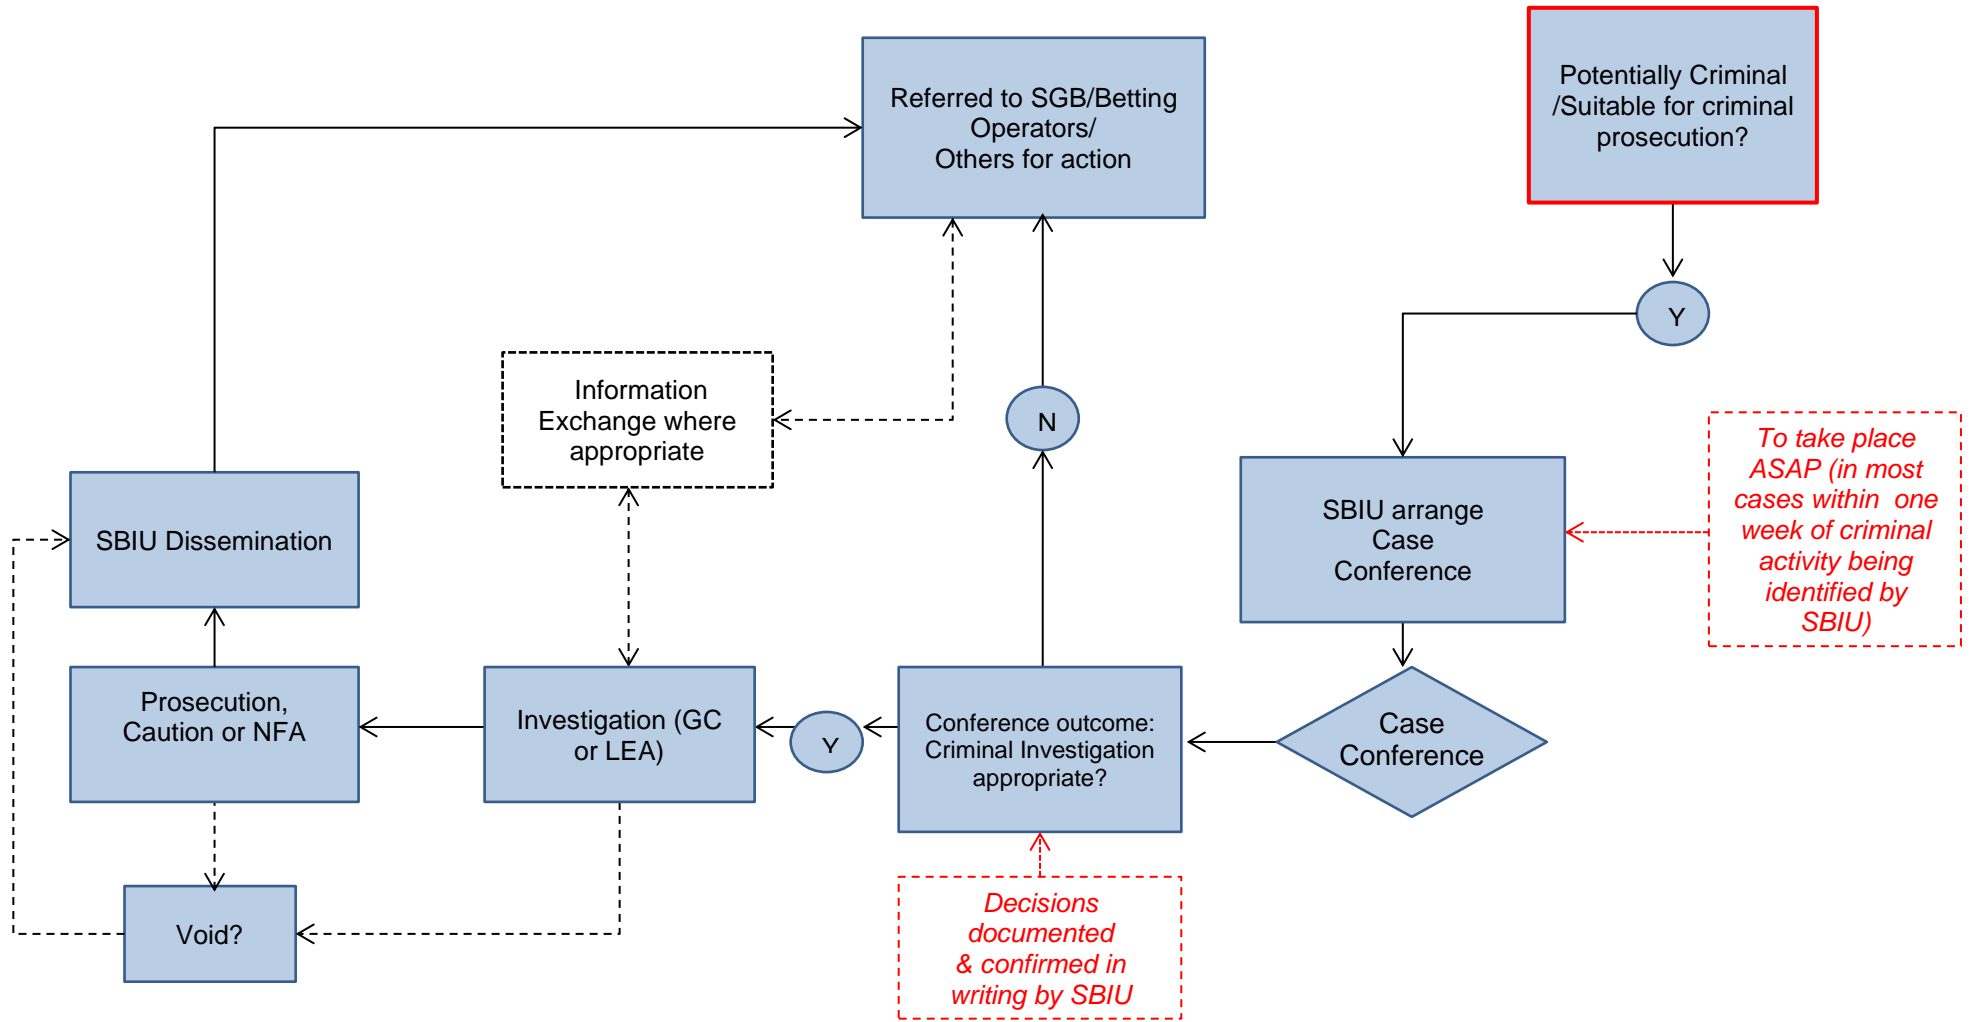 Referred to SGB/Betting
Operators/
Others for action
Potentially Criminal
/Suitable for criminal
prosecution?
Y
Information
Exchange where
appropriate
N
To take place
ASAP (in most
cases within one
week of criminal
activity being
identified by
SBIU)
SBIU Dissemination
SBIU arrange
Case
Conference
Prosecution,
Caution or NFA
Investigation (GC
or LEA)
Y
Conference outcome:
Criminal Investigation
appropriate?
Case
Conference
Void?
Decisions
documented
& confirmed in
writing by SBIU